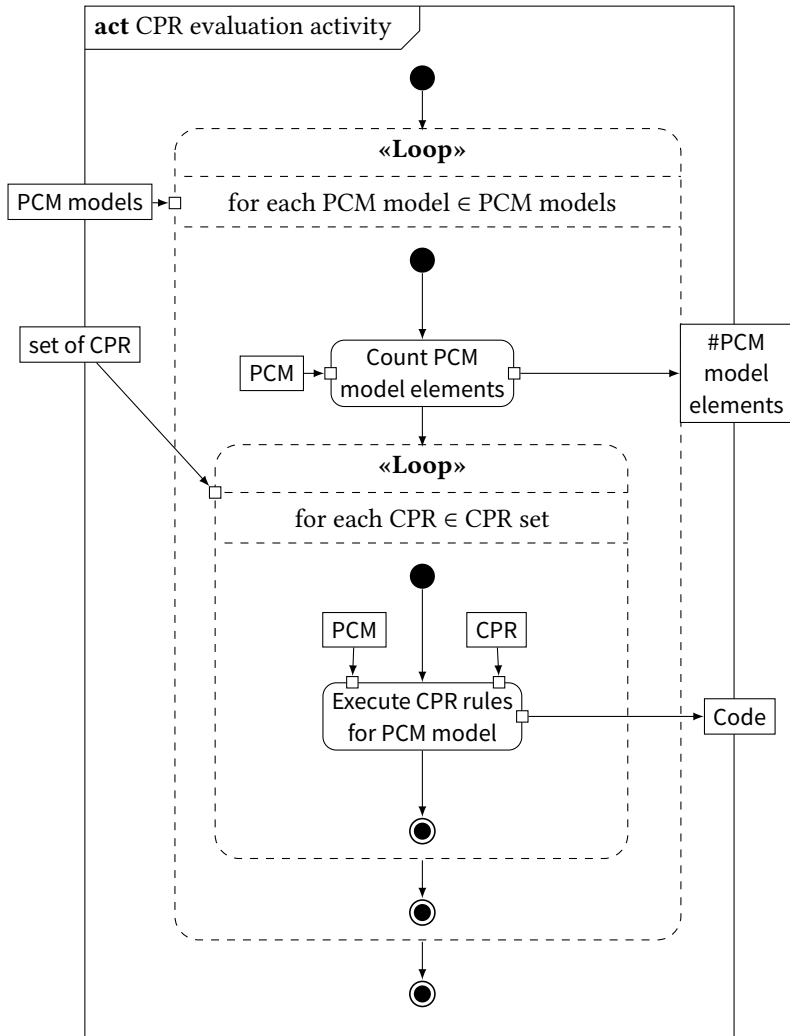 act CPR evaluation activity
«Loop»
for each PCM model ∈ PCM models
PCM models
set of CPR
PCM
Count PCM
model elements
#PCM
model
elements
«Loop»
for each CPR ∈ CPR set
PCM
CPR
Execute CPR rules
for PCM model
Code